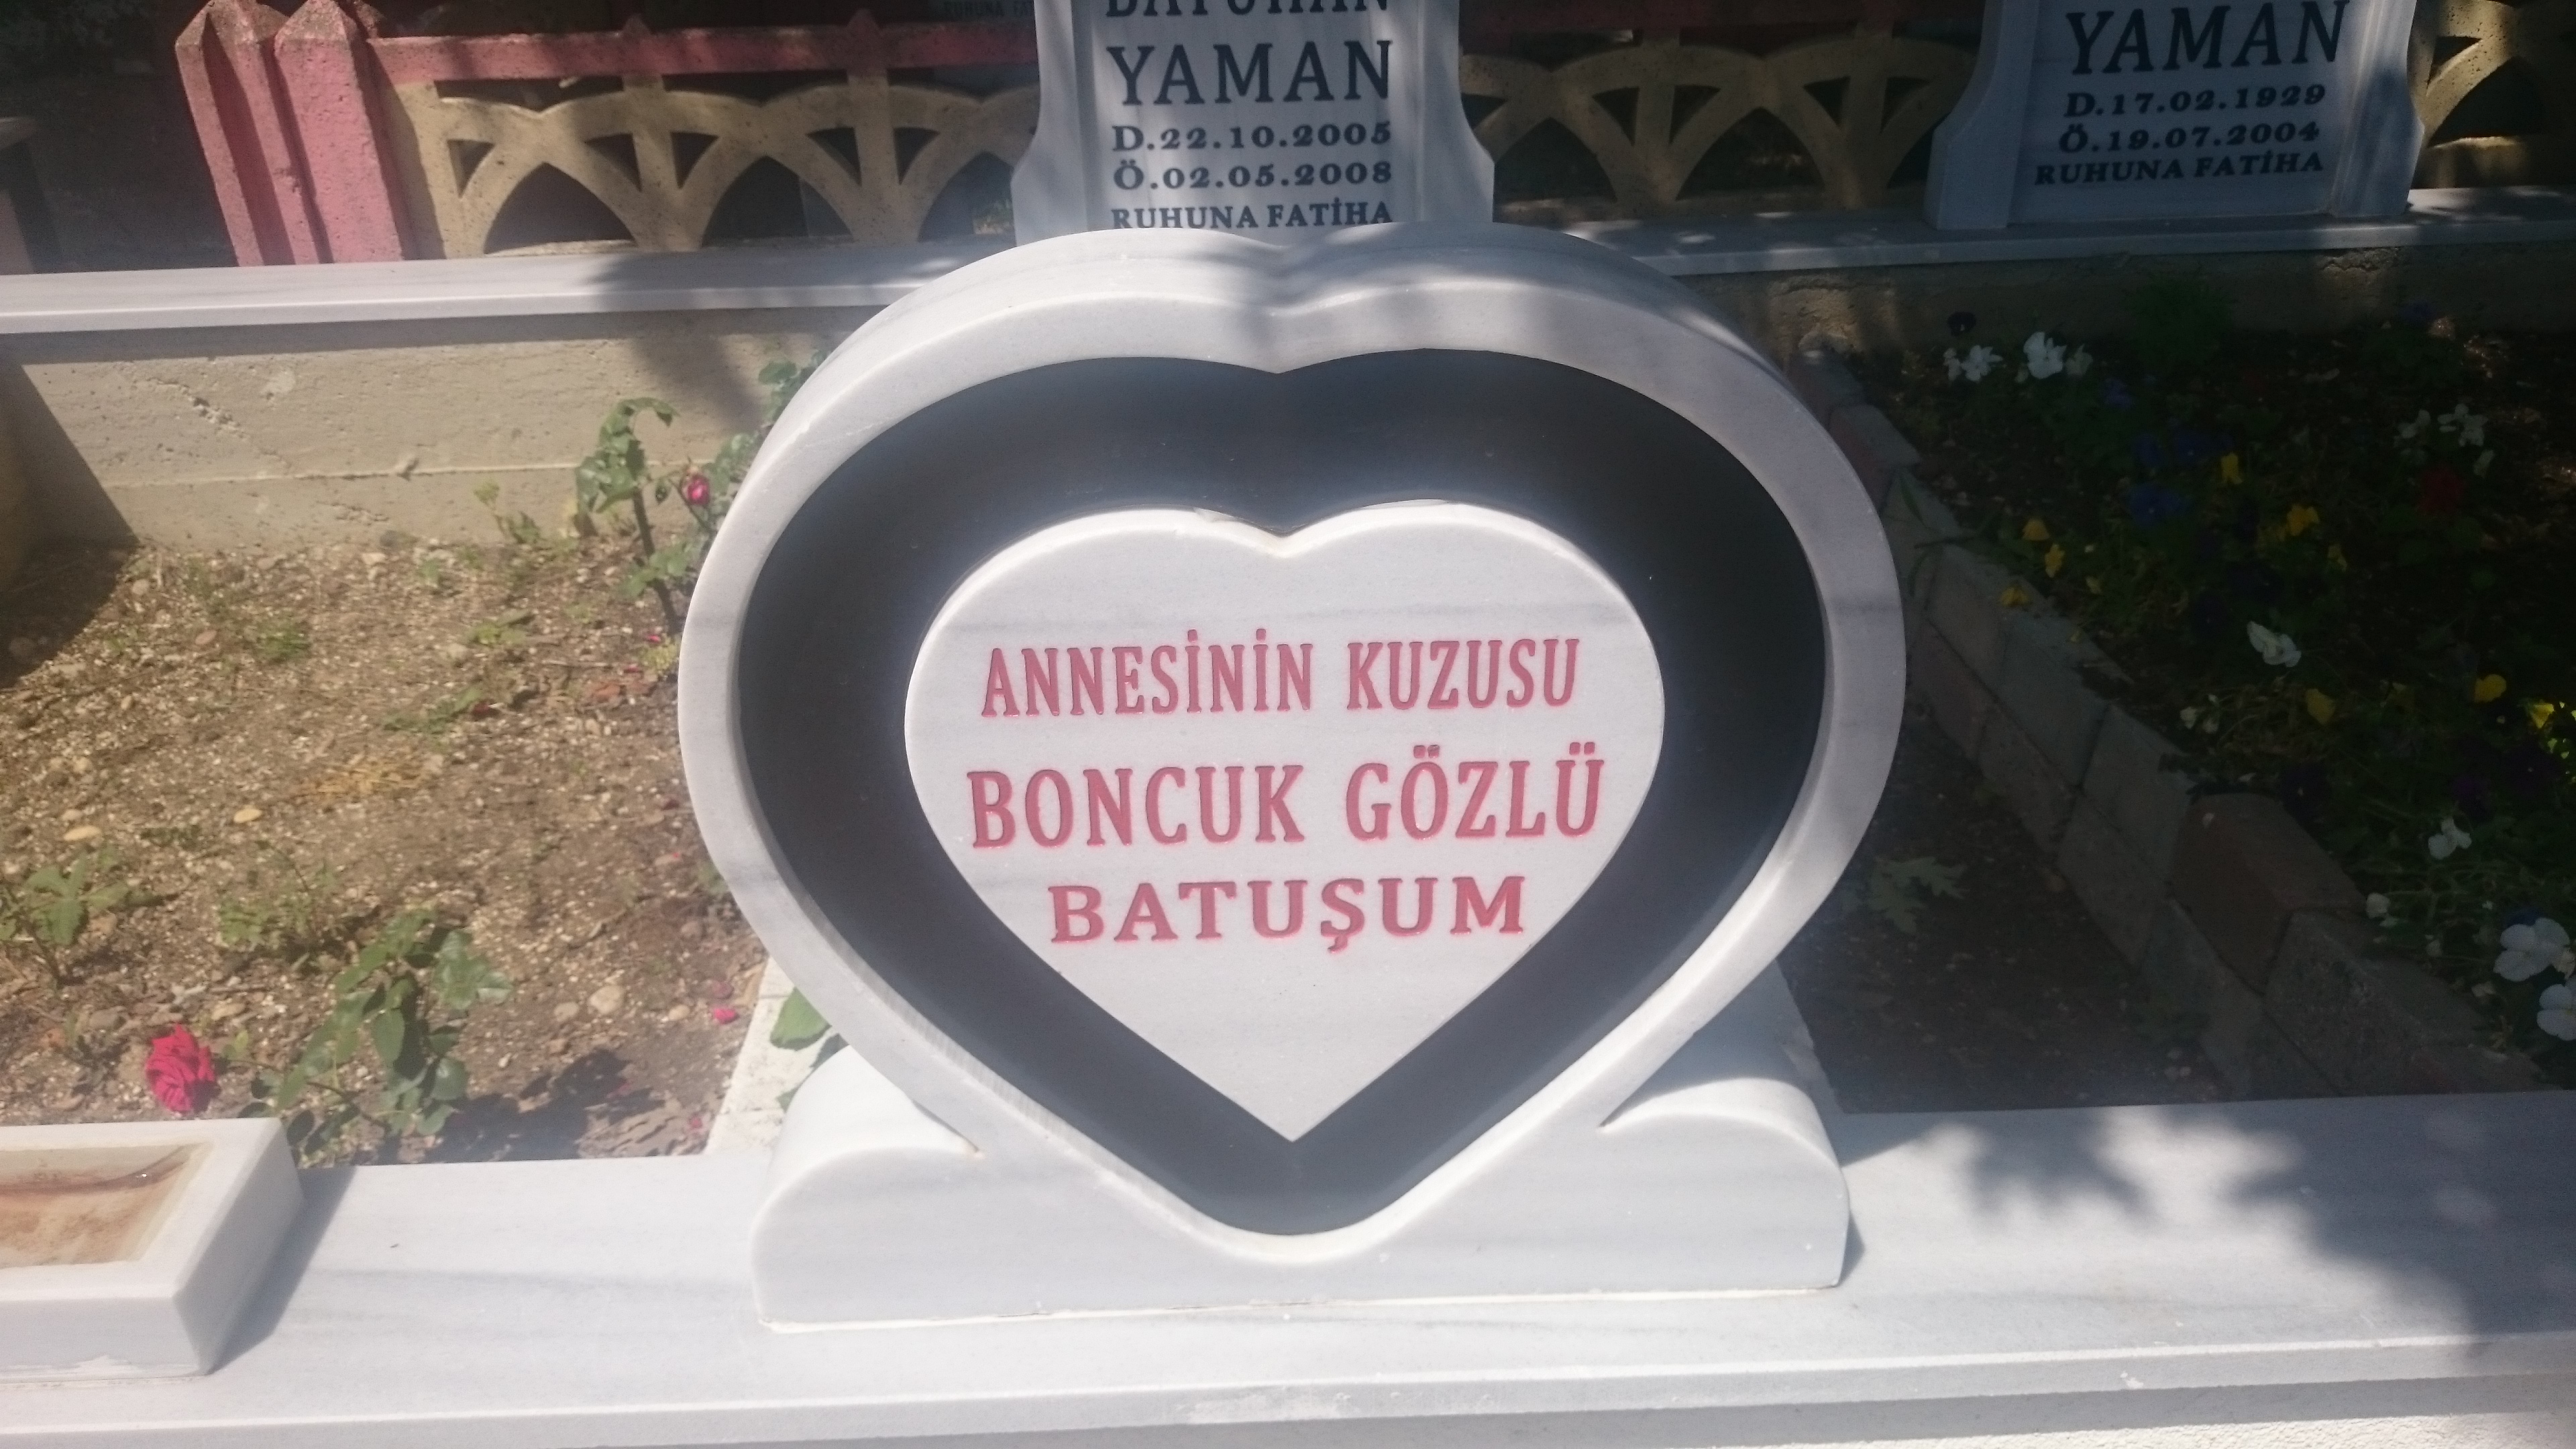 YAMAN
D.22.10.2005
Ö.02.05.2008
RUHUNA FATİHA
YAMAN
D.17.02.1929
Ö.19.07.2004
RUHUNA FATİHA
ANNESİNİN KUZUSU
BONCUK GÖZLÜ
BATUŞUM